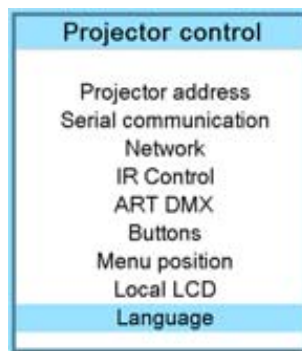 Projector control
Projector address
Serial communication
Network
IR Control
ART DMX
Buttons
Menu position
Local LCD
Language